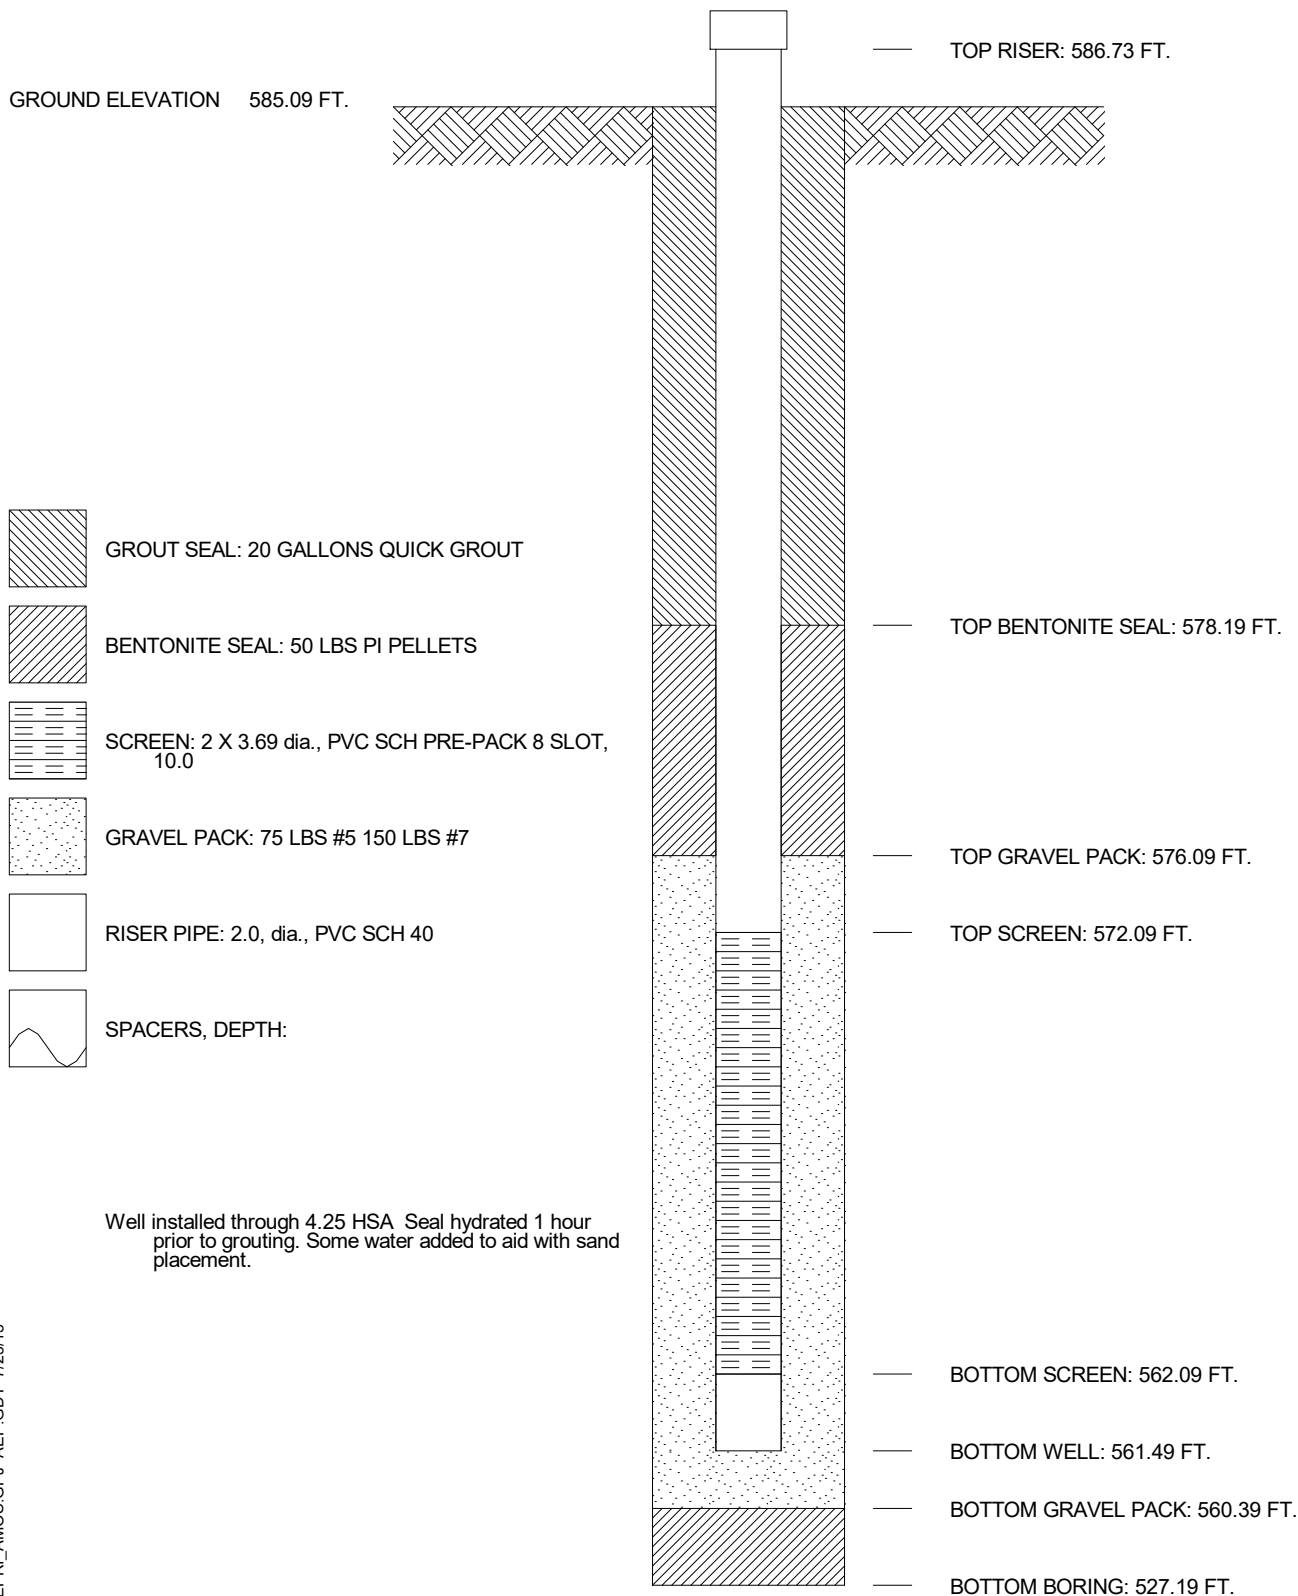 TOP RISER: 586.73 FT.
GROUND ELEVATION 585.09 FT.
GROUT SEAL: 20 GALLONS QUICK GROUT
TOP BENTONITE SEAL: 578.19 FT.
BENTONITE SEAL: 50 LBS PI PELLETS
SCREEN: 2 X 3.69 dia., PVC SCH PRE-PACK 8 SLOT,
10.0
GRAVEL PACK: 75 LBS #5 150 LBS #7
TOP GRAVEL PACK: 576.09 FT.
RISER PIPE: 2.0, dia., PVC SCH 40
TOP SCREEN: 572.09 FT.
SPACERS, DEPTH:
Well installed through 4.25 HSA Seal hydrated 1 hour
prior to grouting. Some water added to aid with sand
placement.
BOTTOM SCREEN: 562.09 FT.
BOTTOM WELL: 561.49 FT.
BOTTOM GRAVEL PACK: 560.39 FT.
BOTTOM BORING: 527.19 FT.